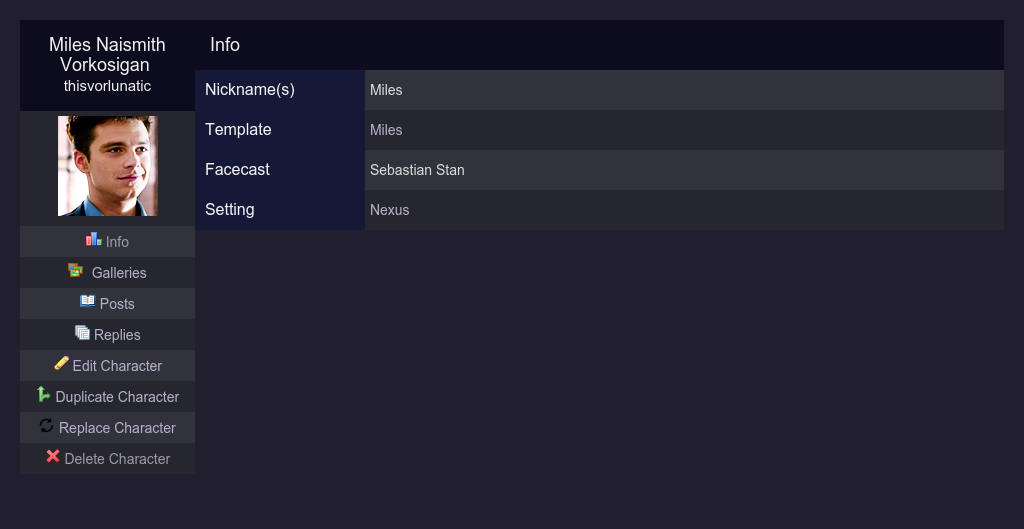 Miles Naismith
Vorkosigan
thisvorlunatic
Info
Galleries
Posts
Replies
Edit Character
Duplicate Character
Replace Character
Delete Character
Info
Nickname(s) Miles
Template Miles
Facecast Sebastian Stan
Setting Nexus